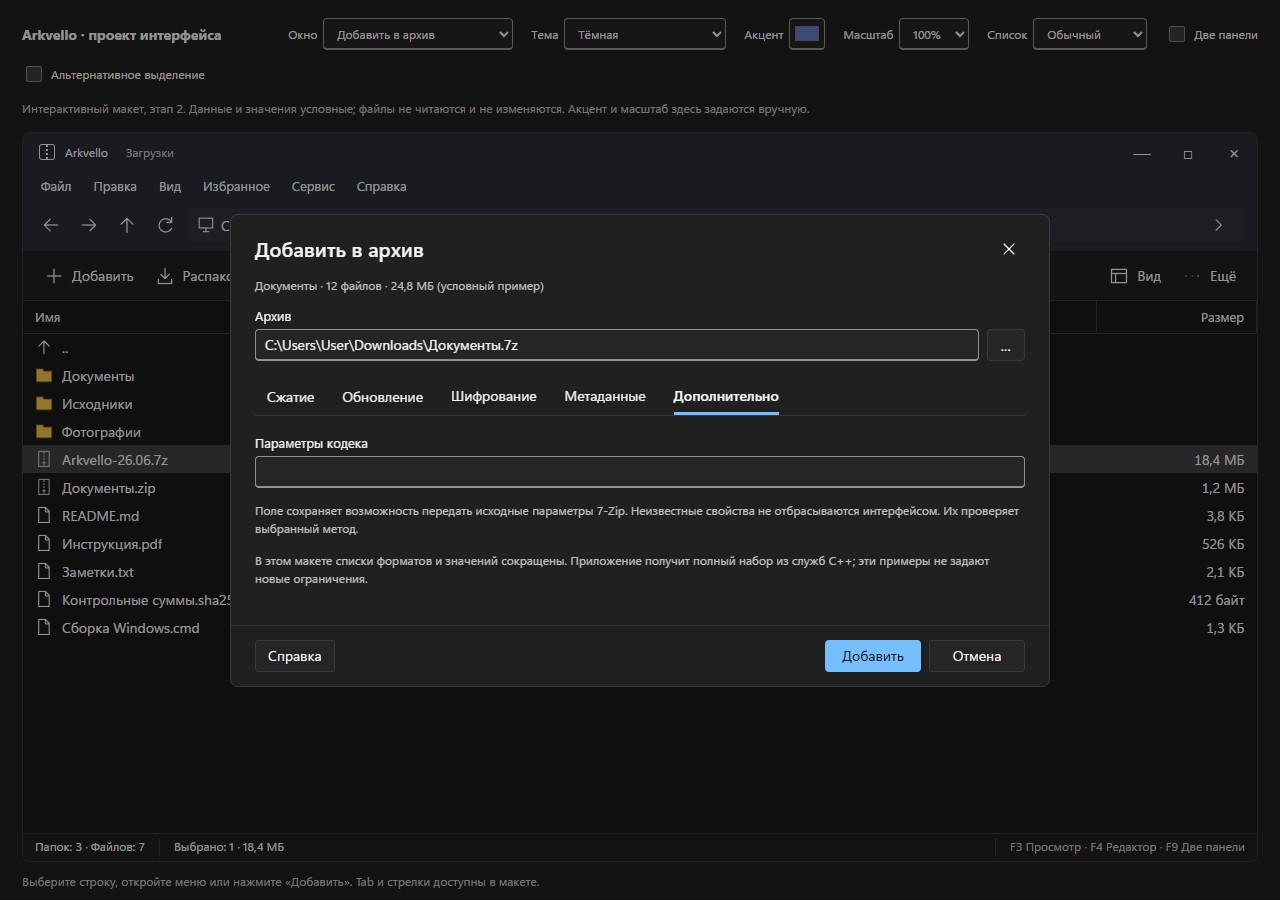 Arkvello · проект интерфейса
Окно Добавить в архив Тема Тёмная Акцент Масштаб 100% Список Обычный Две панели
Альтернативное выделение
Интерактивный макет, этап 2. Данные и значения условные; файлы не читаются и не изменяются. Акцент и масштаб здесь задаются вручную.
Arkvello Загрузки
Файл Правка Вид Избранное Сервис Справка
Добавить Вид ··· Ещё
Имя Размер
..
Документы
Исходники
Фотографии
Arkvello-26.06.7z 18,4 МБ
Документы.zip 1,2 МБ
README.md 3,8 КБ
Инструкция.pdf 526 КБ
Заметки.txt 2,1 КБ
Контрольные суммы.sha25 412 байт
Сборка Windows.cmd 1,3 КБ
Добавить в архив
Документы · 12 файлов · 24,8 МБ (условный пример)
Архив
C:\Users\User\Downloads\Документы.7z ...
Сжатие Обновление Шифрование Метаданные Дополнительно
Параметры кодека
Поле сохраняет возможность передать исходные параметры 7-Zip. Неизвестные свойства не отбрасываются интерфейсом. Их проверяет
выбранный метод.
В этом макете списки форматов и значений сокращены. Приложение получит полный набор из служб C++; эти примеры не задают
новые ограничения.
Справка Добавить Отмена
Папок: 3 · Файлов: 7 Выбрано: 1 · 18,4 МБ F3 Просмотр · F4 Редактор · F9 Две панели
Выберите строку, откройте меню или нажмите «Добавить». Tab и стрелки доступны в макете.